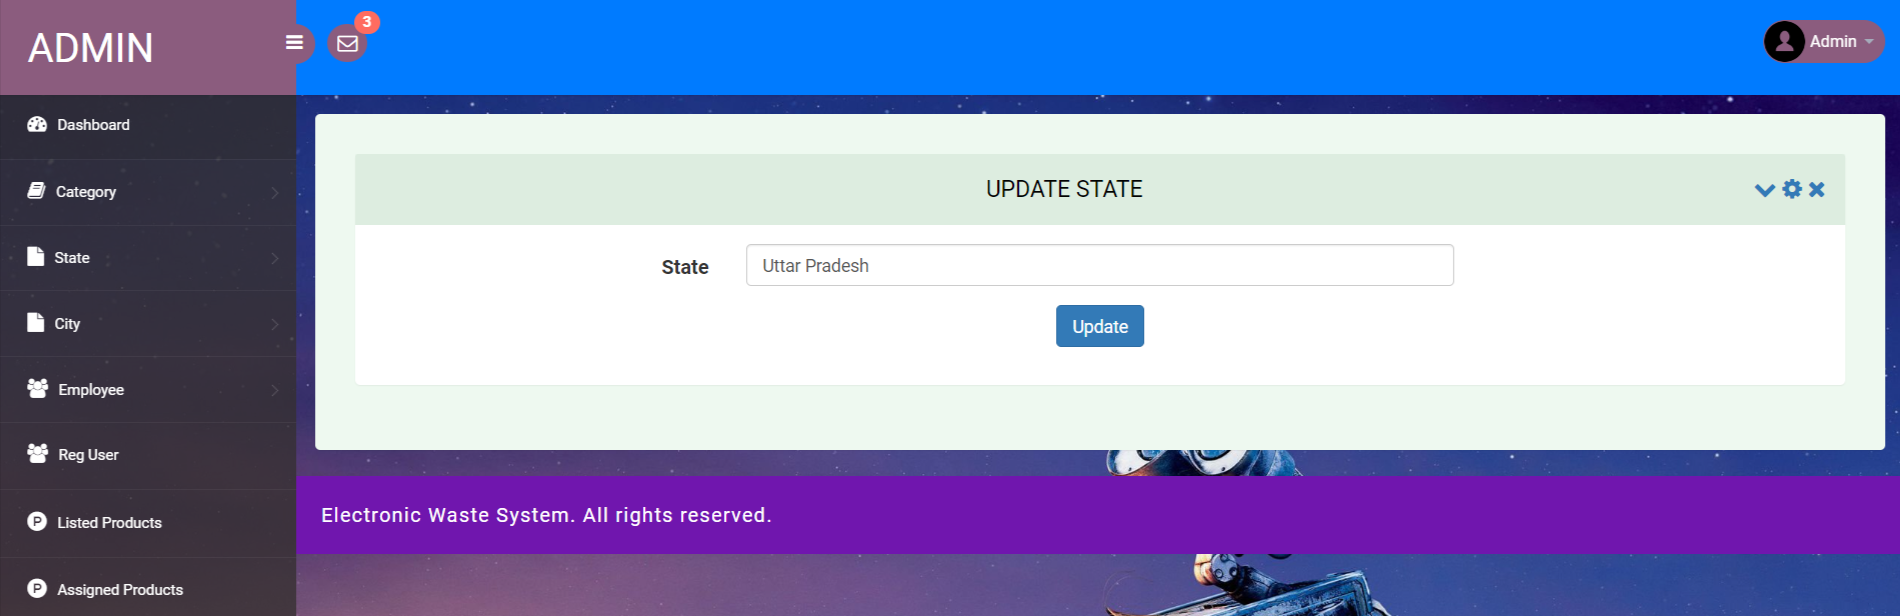 ADMIN
3
Admin
Dashboard
Category
State
City
Employee
Reg User
Listed Products
Assigned Products
UPDATE STATE
State
Uttar Pradesh
Update
Electronic Waste System. All rights reserved.